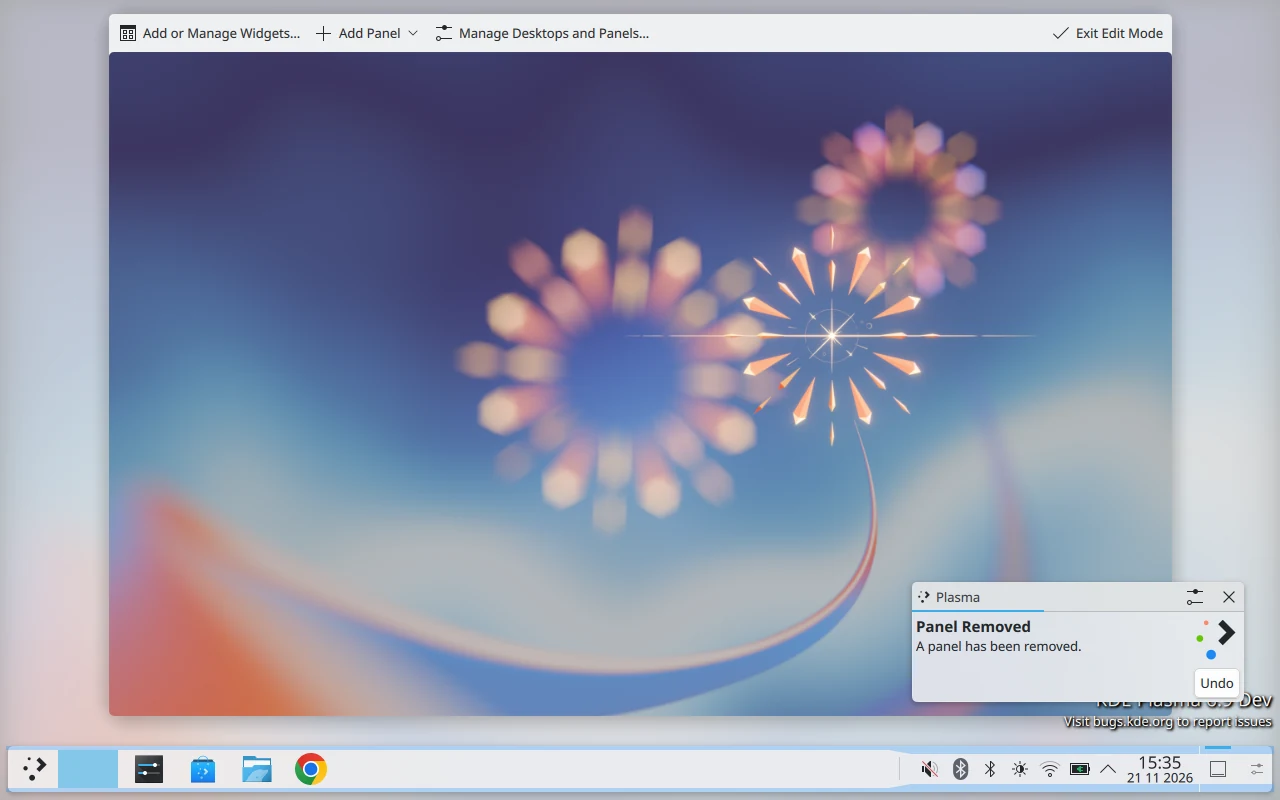 Add or Manage Widgets...
Add Panel
Manage Desktops and Panels...
Exit Edit Mode
Plasma
Panel Removed
A panel has been removed.
Undo
Dev
Visit bugs.kde.org to report issues
15:35
21 11 2026